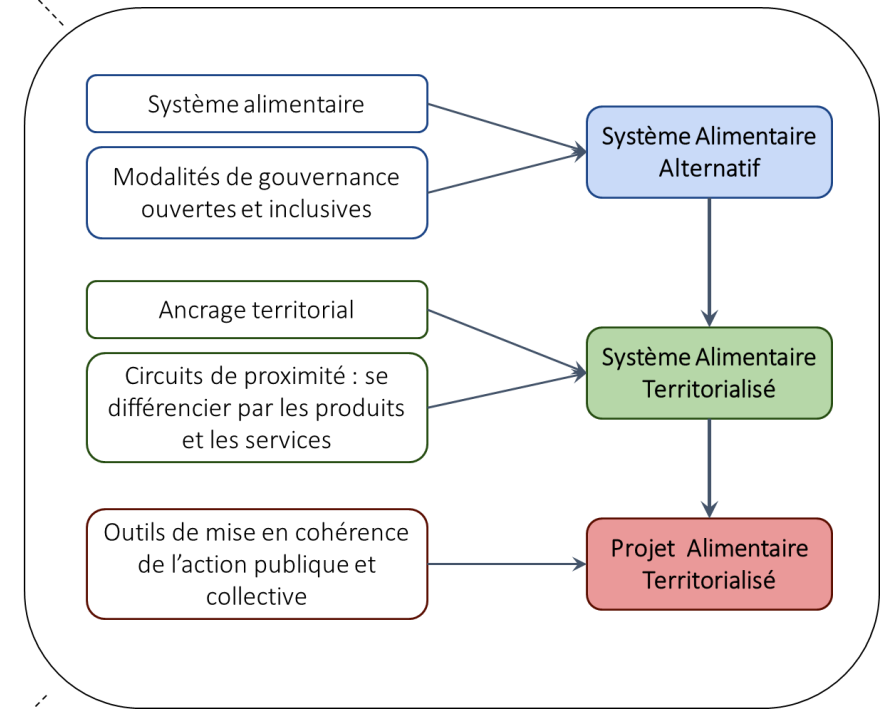 Système alimentaire
Modalités de gouvernance
ouvertes et inclusives
Système Alimentaire
Alternatif
Ancrage territorial
Circuits de proximité : se
différencier par les produits
et les services
Système Alimentaire
Territorialisé
Outils de mise en cohérence
de l’action publique et
collective
Projet Alimentaire
Territorialisé